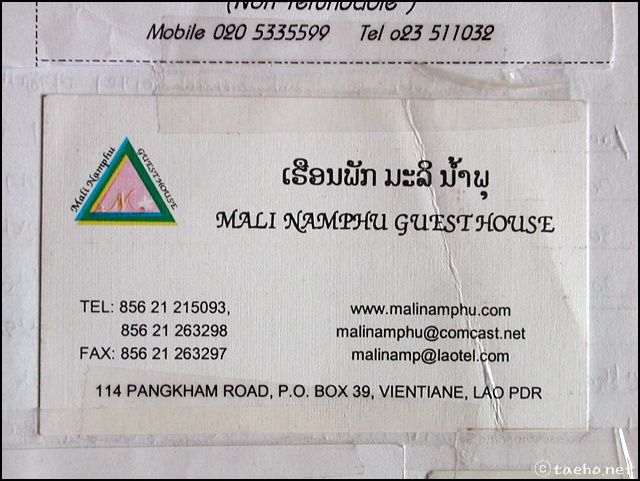 (Non refundable)
Mobile 020 5335599 Tel 023 511032
Mali Namphu GUEST HOUSE
M.
ເຮືອນພັກ ມະລິ ນ້ຳພຸ
MALI NAMPHU GUEST HOUSE
TEL: 856 21 215093, www.malinamphu.com
856 21 263298 malinamphu@comcast.net
FAX: 856 21 263297 malinamp@laotel.com
114 PANGKHAM ROAD, P.O. BOX 39, VIENTIANE, LAO PDR
©taeho.net